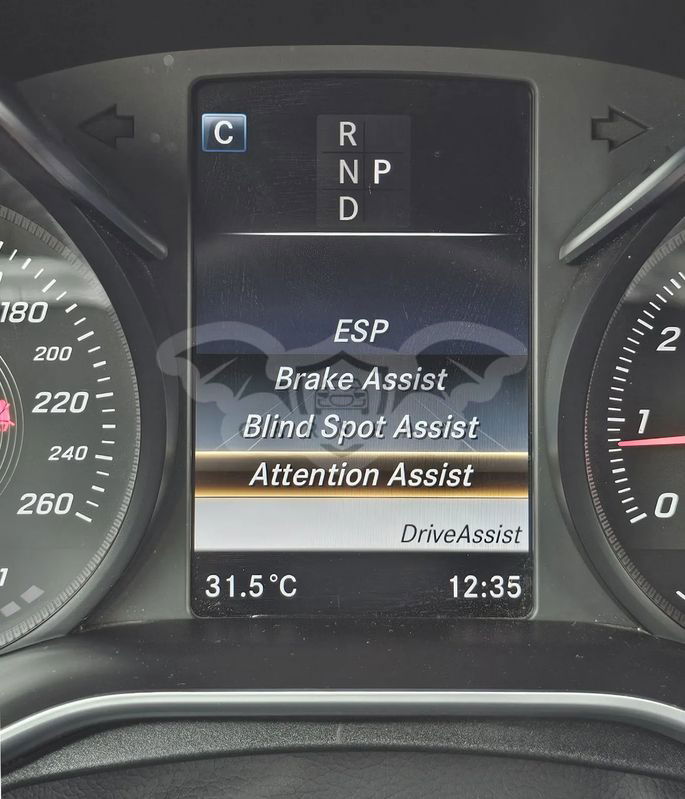 C
R
N P
D
ESP
Brake Assist
Blind Spot Assist
Attention Assist
DriveAssist
31.5°C
12:35
180
200
220
240
260
2
1
0